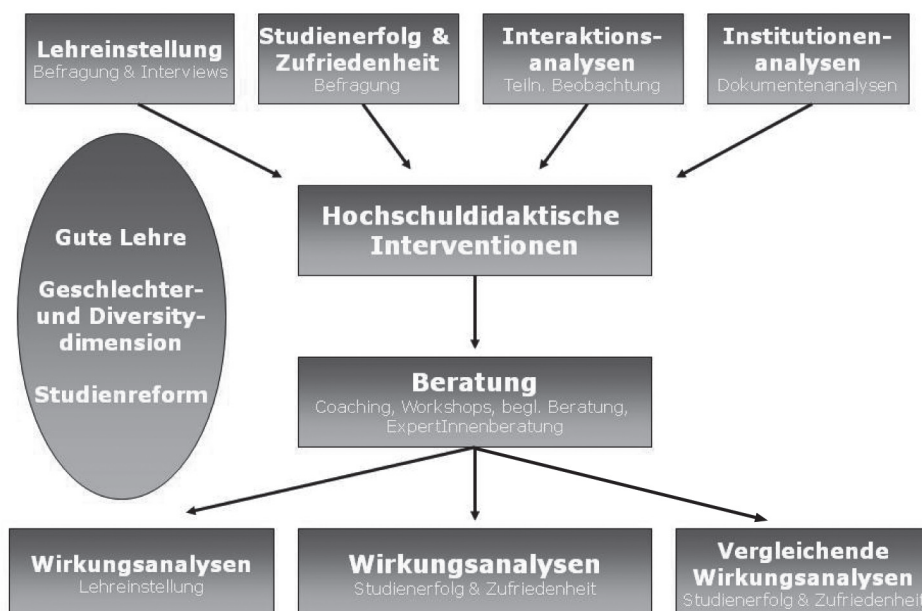 Lehreinstellung
Befragung & Interviews
Studienerfolg &
Zufriedenheit
Befragung
Interaktions-
analysen
Teiln. Beobachtung
Institutionen-
analysen
Dokumentenanalysen
Gute Lehre
Geschlechter-
und Diversity-
dimension
Studienreform
Hochschuldidaktische
Interventionen
Beratung
Coaching, Workshops, begl. Beratung,
ExpertInnenberatung
Wirkungsanalysen
Lehreinstellung
Wirkungsanalysen
Studienerfolg & Zufriedenheit
Vergleichende
Wirkungsanalysen
Studienerfolg & Zufriedenheit